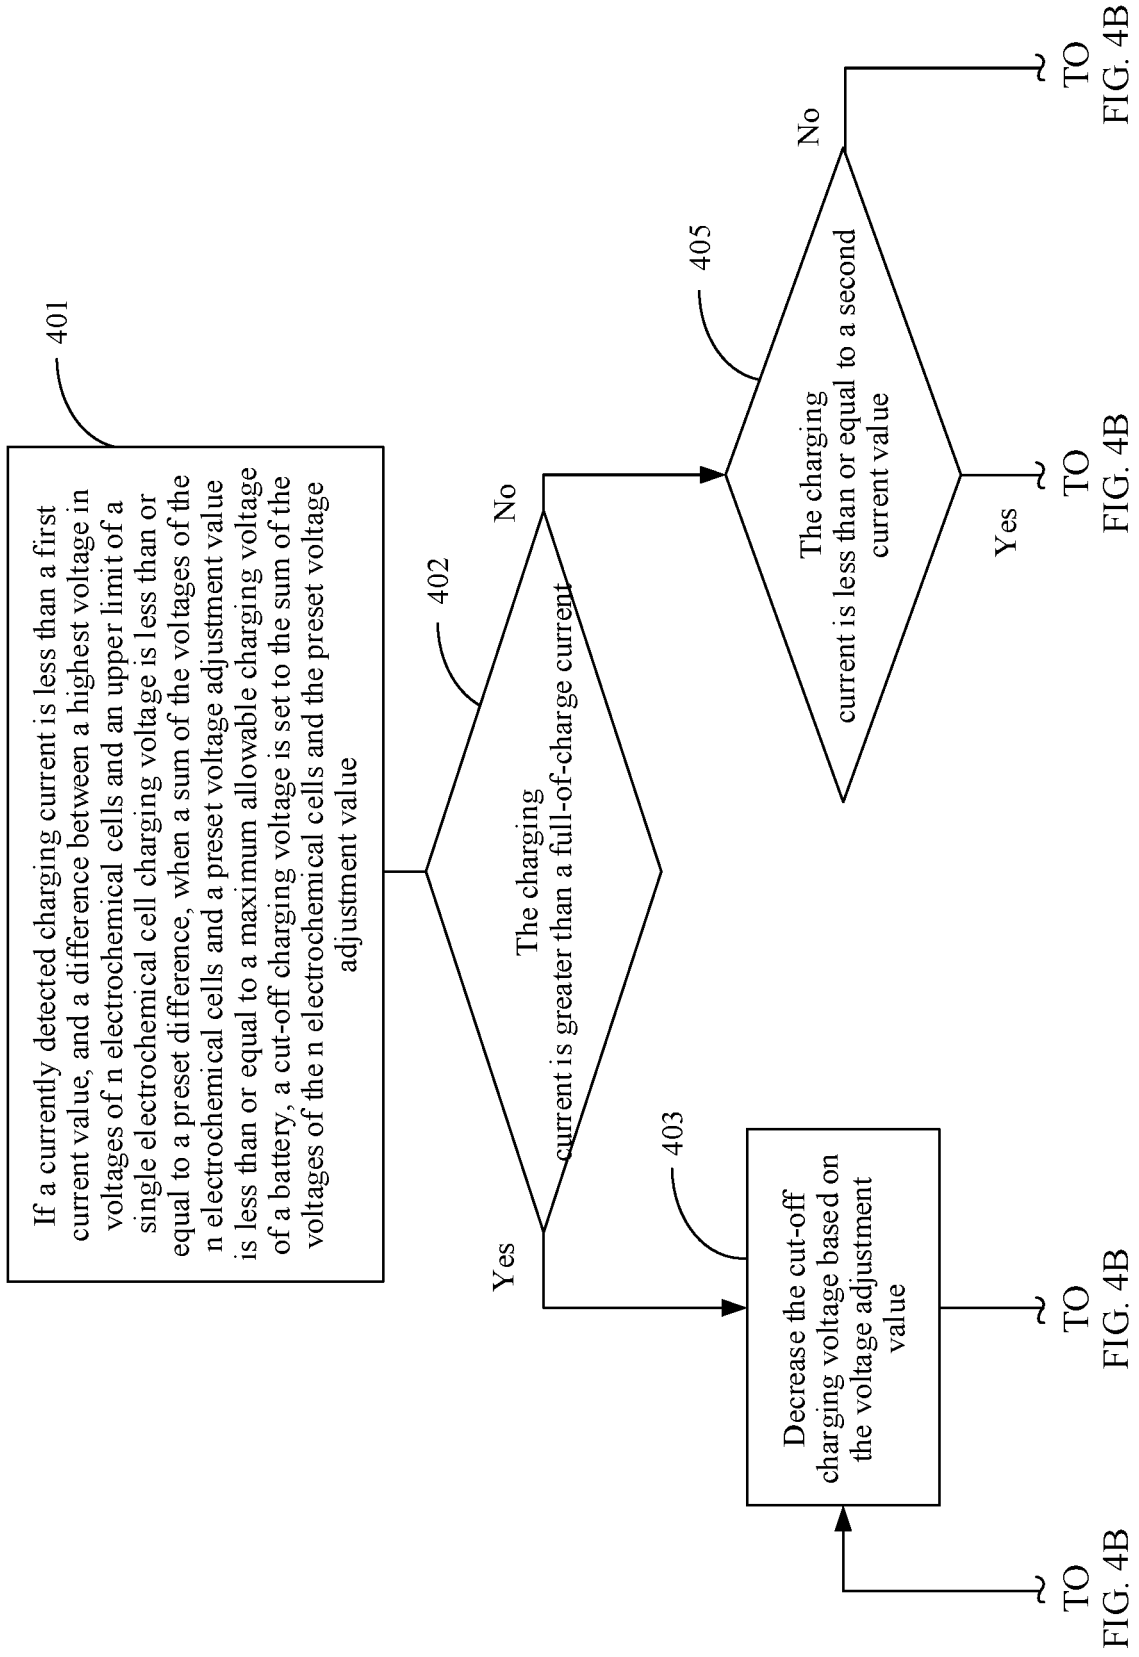 401
If a currently detected charging current is less than a first
current value, and a difference between a highest voltage in
voltages of n electrochemical cells and an upper limit of a
single electrochemical cell charging voltage is less than or
equal to a preset difference, when a sum of the voltages of the
n electrochemical cells and a preset voltage adjustment value
is less than or equal to a maximum allowable charging voltage
of a battery, a cut-off charging voltage is set to the sum of the
voltages of the n electrochemical cells and the preset voltage
adjustment value
402
The charging
current is greater than a full-of-charge current
Yes
No
403
Decrease the cut-off
charging voltage based on
the voltage adjustment
value
405
The charging
current is less than or equal to a second
current value
No
Yes
TO
FIG. 4B
TO
FIG. 4B
TO
FIG. 4B
TO
FIG. 4B